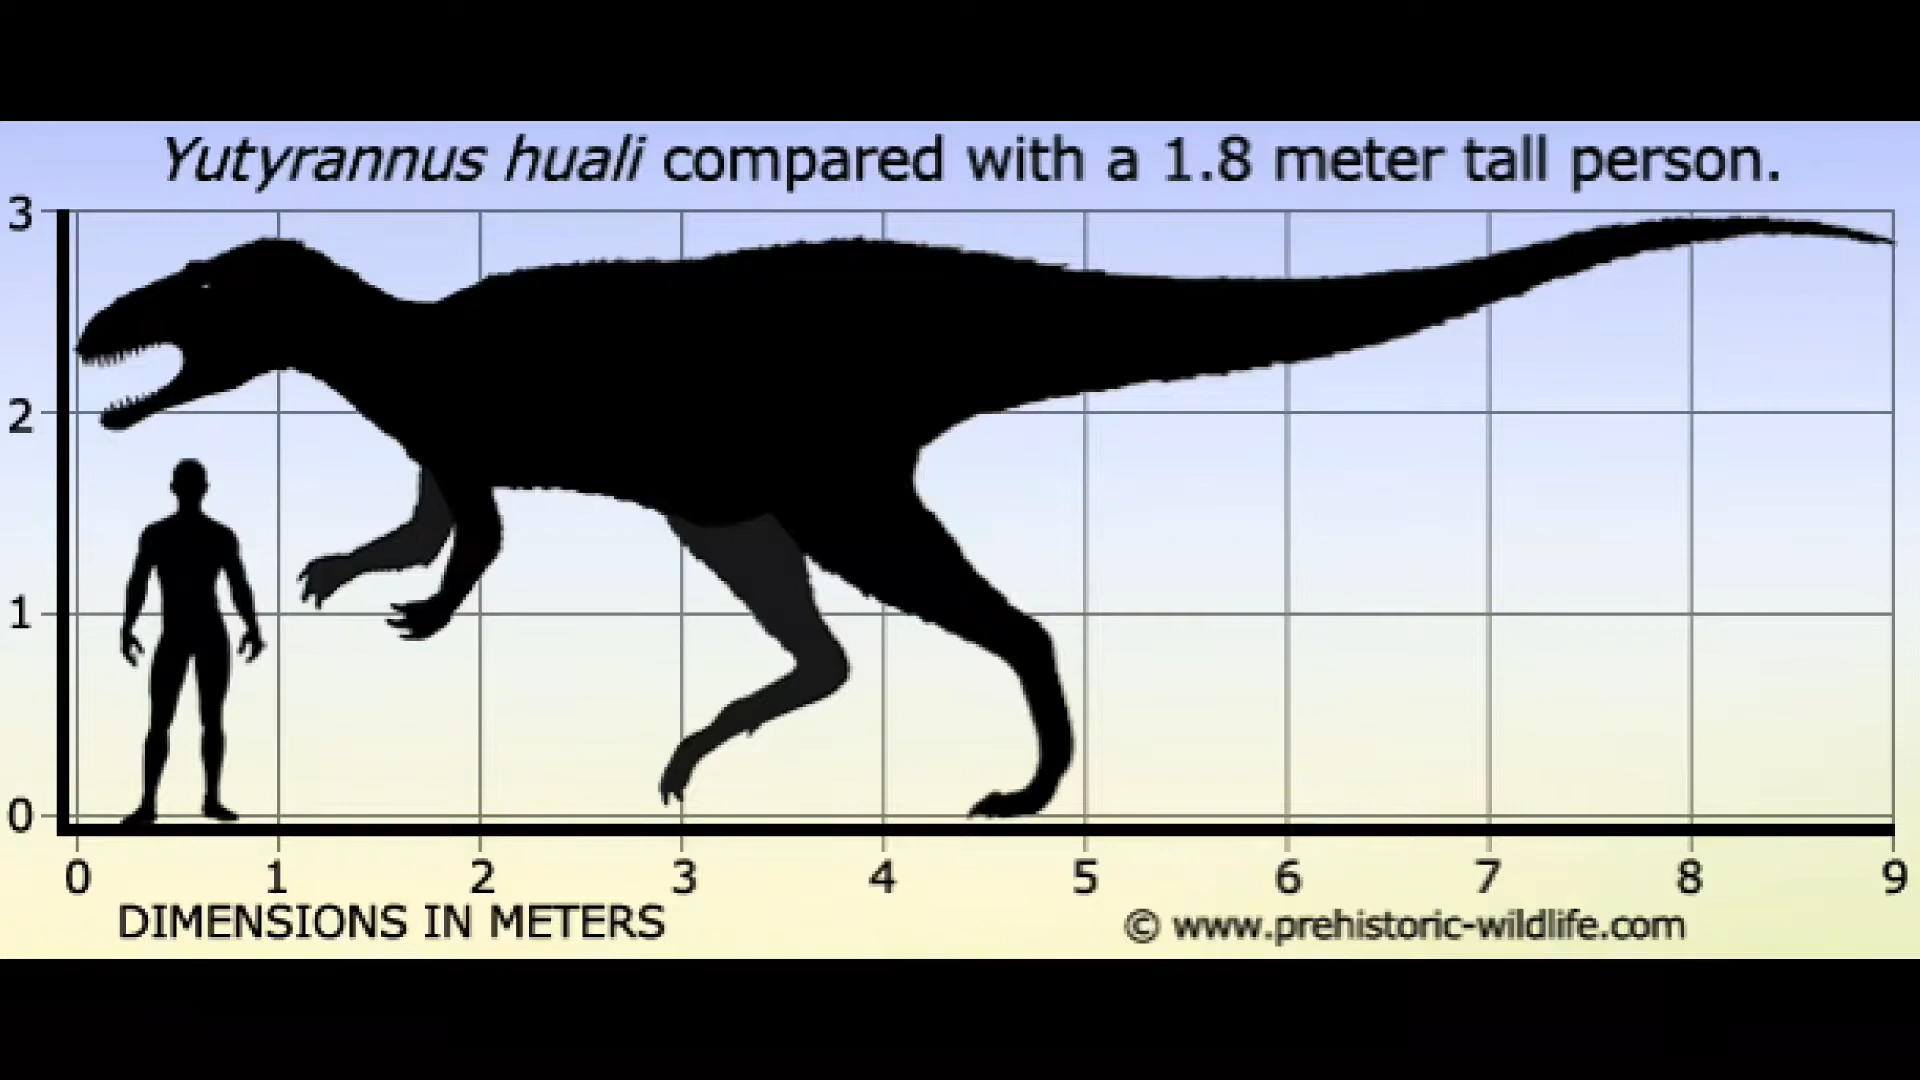 Yutyrannus huali compared with a 1.8 meter tall person.
3
2
1
0
0 1 2 3 4 5 6 7 8 9
DIMENSIONS IN METERS
© www.prehistoric-wildlife.com